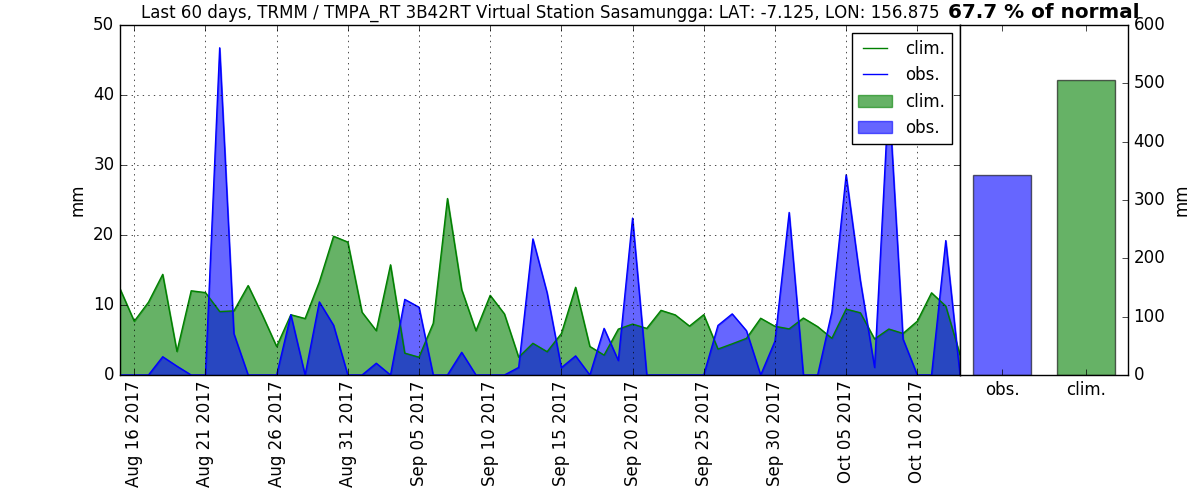 Last 60 days, TRMM / TMPA_RT 3B42RT Virtual Station Sasamungga: LAT: -7.125, LON: 156.875 67.7 % of normal
50
40
30
20
10
0
mm
clim.
obs.
clim.
obs.
600
500
400
300
200
100
0
mm
obs. clim.
Aug 16 2017
Aug 21 2017
Aug 26 2017
Aug 31 2017
Sep 05 2017
Sep 10 2017
Sep 15 2017
Sep 20 2017
Sep 25 2017
Sep 30 2017
Oct 05 2017
Oct 10 2017